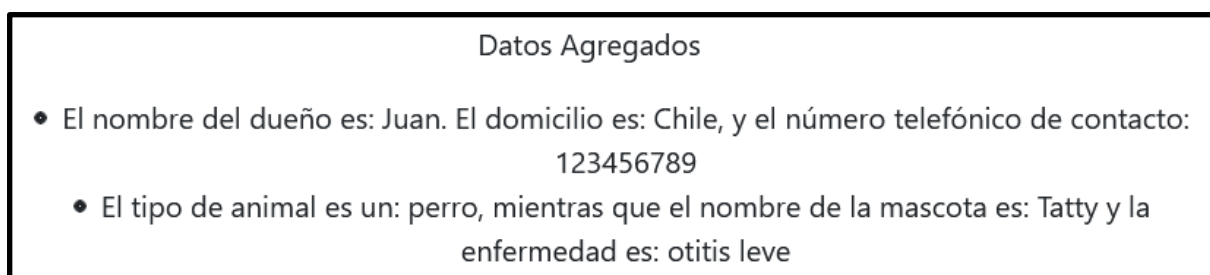 Datos Agregados
• El nombre del dueño es: Juan. El domicilio es: Chile, y el número telefónico de contacto:
123456789
• El tipo de animal es un: perro, mientras que el nombre de la mascota es: Tatty y la
enfermedad es: otitis leve